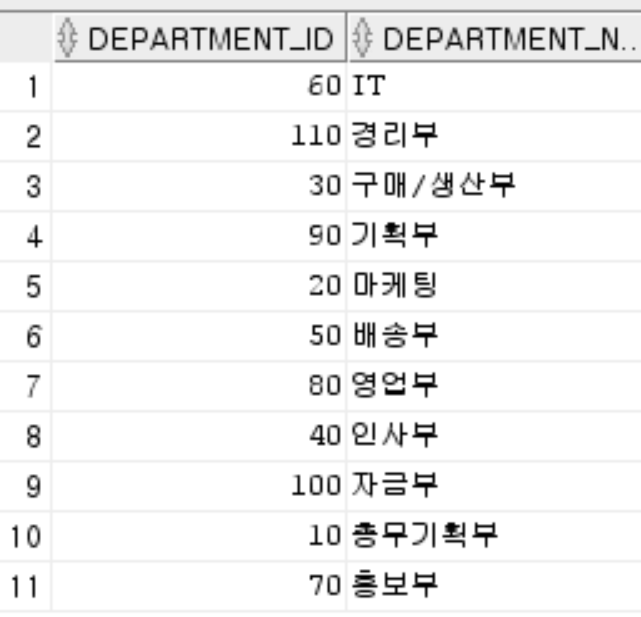 DEPARTMENT_ID DEPARTMENT_N...
1 60 IT
2 110 경리부
3 30 구매/생산부
4 90 기획부
5 20 마케팅
6 50 배송부
7 80 영업부
8 40 인사부
9 100 자금부
10 10 총무기획부
11 70 홍보부